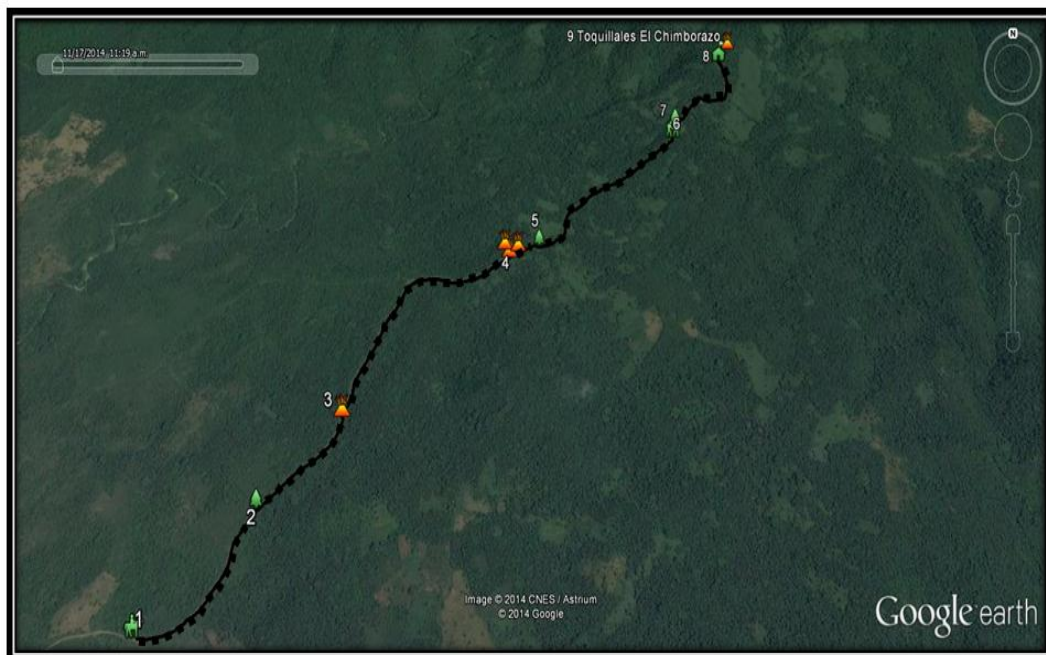 11/17/2014 11:19 a.m.
N
9 Toquillales El Chimborazo
8
7
6
5
4
3
2
1
Image © 2014 CNES / Astrium
© 2014 Google
Google earth